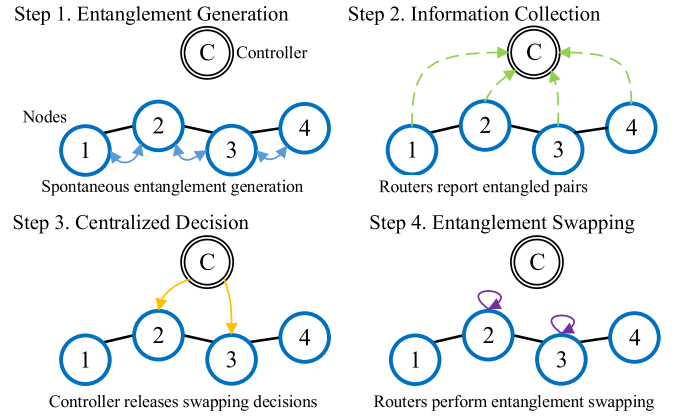 Step 1. Entanglement Generation
C
Controller
Nodes
1
2
3
4
Spontaneous entanglement generation
Step 2. Information Collection
C
1
2
3
4
Routers report entangled pairs
Step 3. Centralized Decision
C
1
2
3
4
Controller releases swapping decisions
Step 4. Entanglement Swapping
C
1
2
3
4
Routers perform entanglement swapping